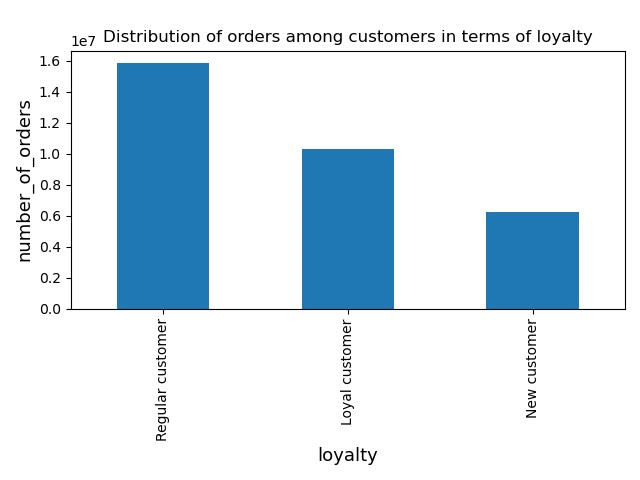 Distribution of orders among customers in terms of loyalty
1e7
1.6
1.4
1.2
1.0
0.8
0.6
0.4
0.2
0.0
number_of_orders
Regular customer
Loyal customer
New customer
loyalty